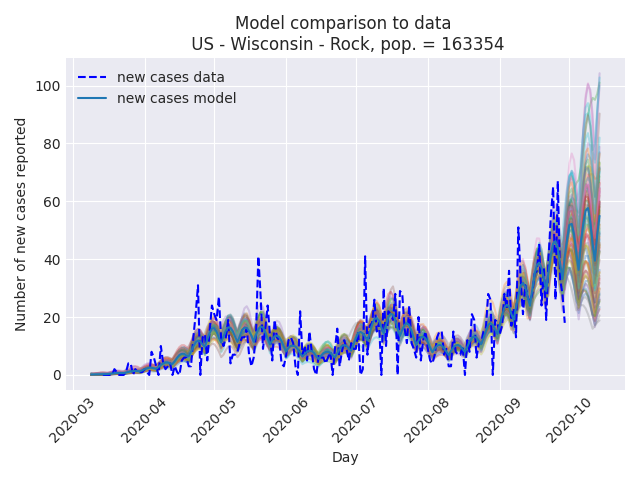 Model comparison to data
US - Wisconsin - Rock, pop. = 163354
new cases data
new cases model
Number of new cases reported
100
80
60
40
20
0
2020-03
2020-04
2020-05
2020-06
2020-07
2020-08
2020-09
2020-10
Day